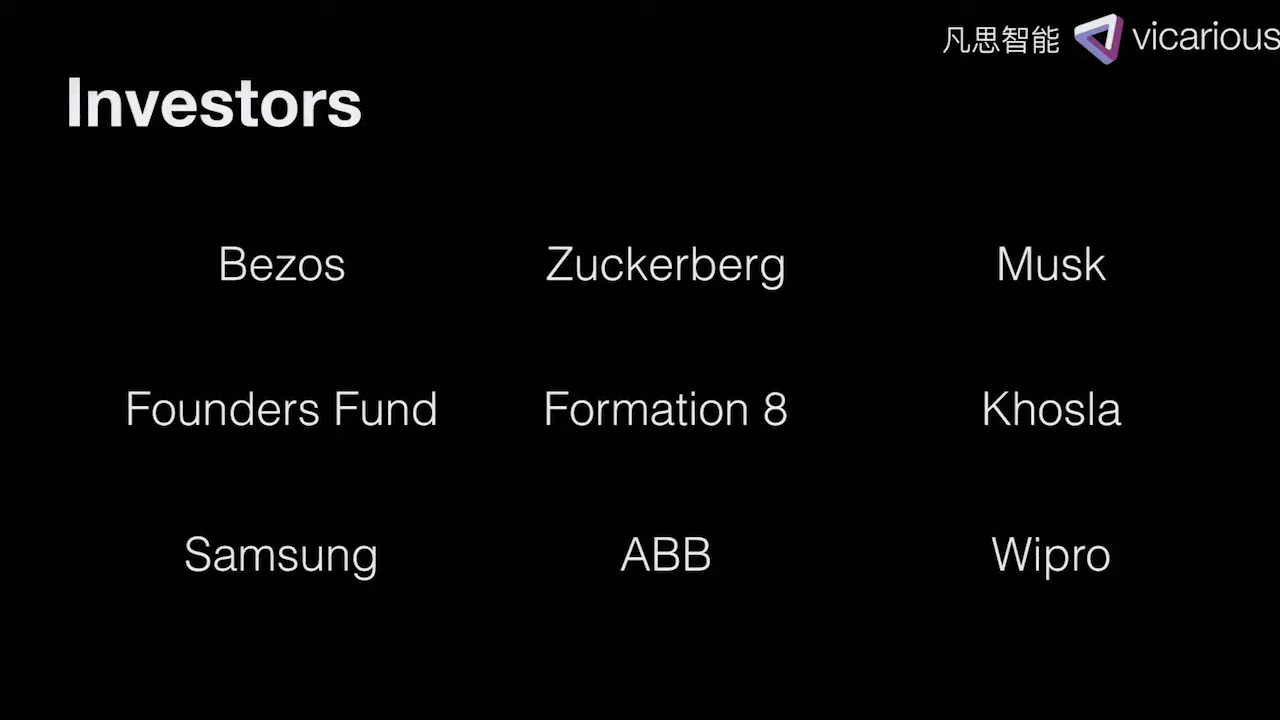 凡思智能 vicarious
Investors
Bezos Zuckerberg Musk
Founders Fund Formation 8 Khosla
Samsung ABB Wipro